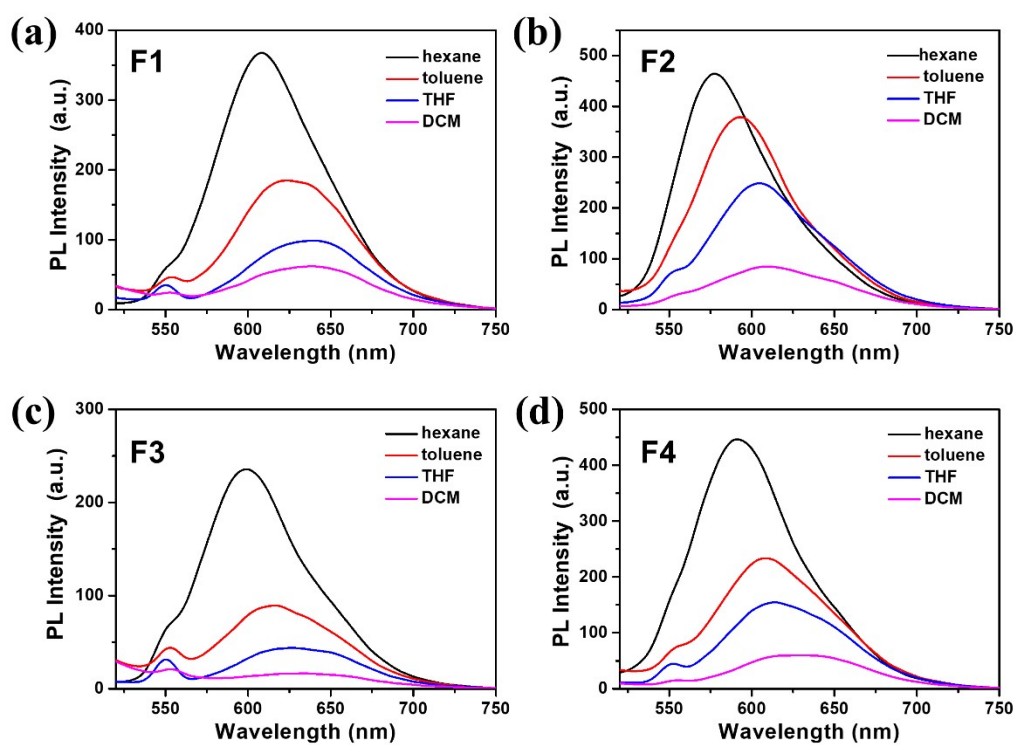 (a)
F1
400
300
200
100
0
550 600 650 700 750
PL Intensity (a.u.)
Wavelength (nm)
hexane
toluene
THF
DCM
(b)
F2
500
400
300
200
100
0
550 600 650 700 750
PL Intensity (a.u.)
Wavelength (nm)
hexane
toluene
THF
DCM
(c)
F3
300
200
100
0
550 600 650 700 750
PL Intensity (a.u.)
Wavelength (nm)
hexane
toluene
THF
DCM
(d)
F4
500
400
300
200
100
0
550 600 650 700 750
PL Intensity (a.u.)
Wavelength (nm)
hexane
toluene
THF
DCM